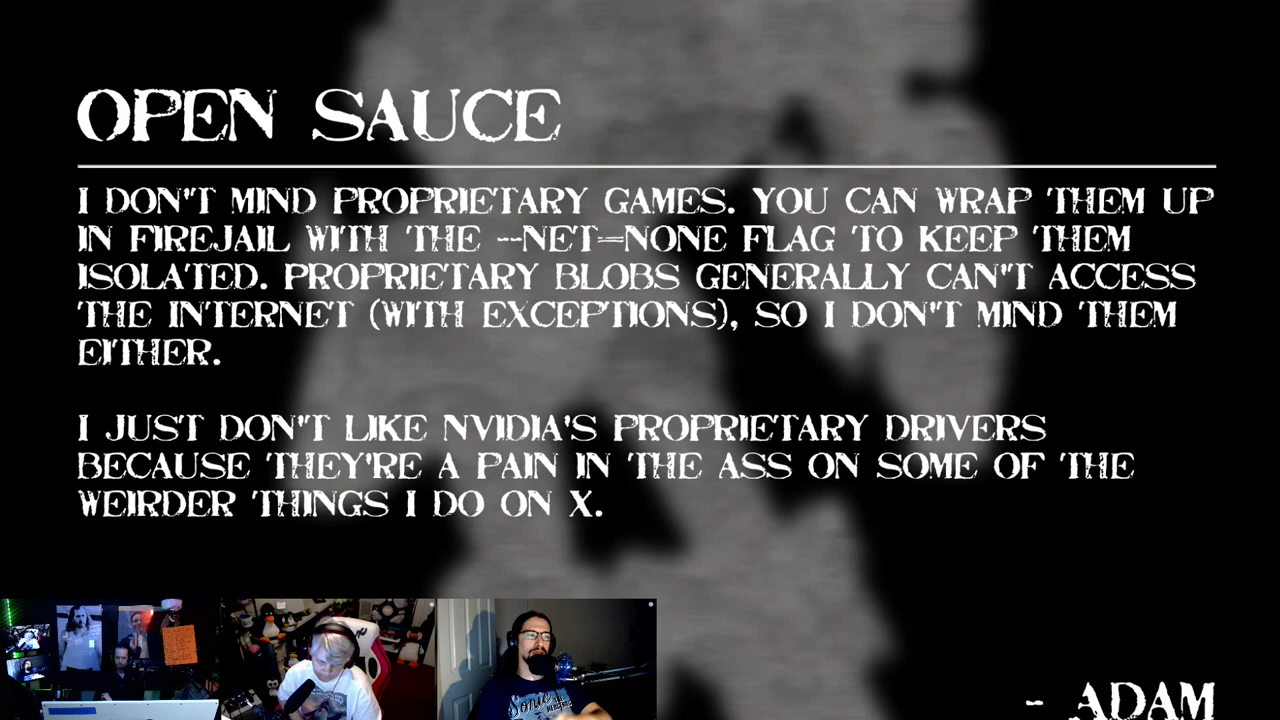 OPEN SAUCE
I DON"T MIND PROPRIETARY GAMES. YOU CAN WRAP THEM UP
IN FIREJAIL WITH THE --NET=NONE FLAG TO KEEP THEM
ISOLATED. PROPRIETARY BLOBS GENERALLY CAN"T ACCESS
THE INTERNET (WITH EXCEPTIONS), SO I DON"T MIND THEM
EITHER.
I JUST DON"T LIKE NVIDIA'S PROPRIETARY DRIVERS
BECAUSE THEY'RE A PAIN IN THE ASS ON SOME OF THE
WEIRDER THINGS I DO ON X.
- ADAM